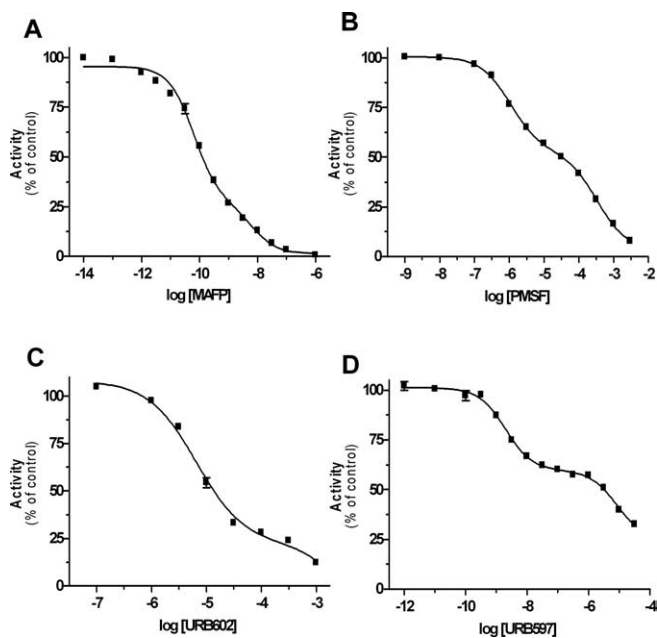 A
B
100
75
50
25
0
Activity
(% of control)
-14 -12 -10 -8 -6
log [MAFP]
100
75
50
25
0
Activity
(% of control)
-9 -8 -7 -6 -5 -4 -3 -2
log [PMSF]
C
D
100
75
50
25
0
Activity
(% of control)
-7 -6 -5 -4 -3
log [URB602]
100
75
50
25
0
Activity
(% of control)
-12 -10 -8 -6 -4
log [URB597]